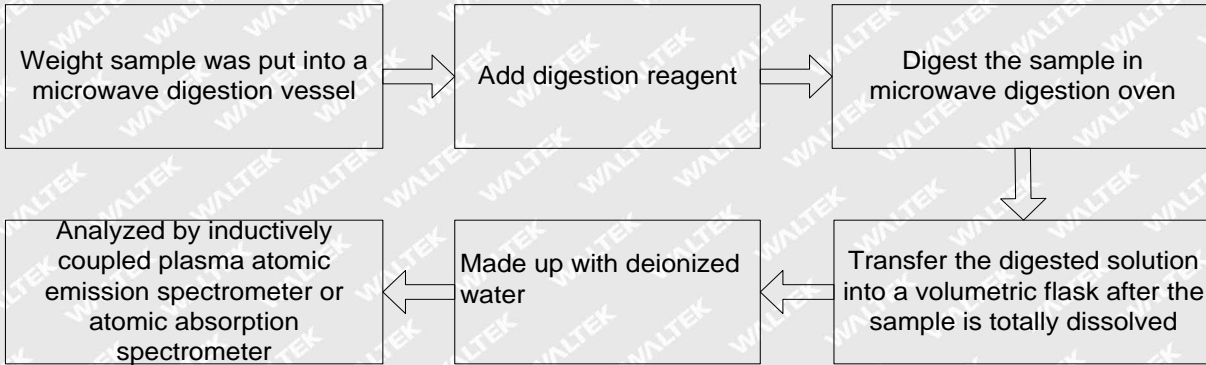 Weight sample was put into a
microwave digestion vessel
Add digestion reagent
Digest the sample in
microwave digestion oven
Transfer the digested solution
into a volumetric flask after the
sample is totally dissolved
Made up with deionized
water
Analyzed by inductively
coupled plasma atomic
emission spectrometer or
atomic absorption
spectrometer
WALTEK